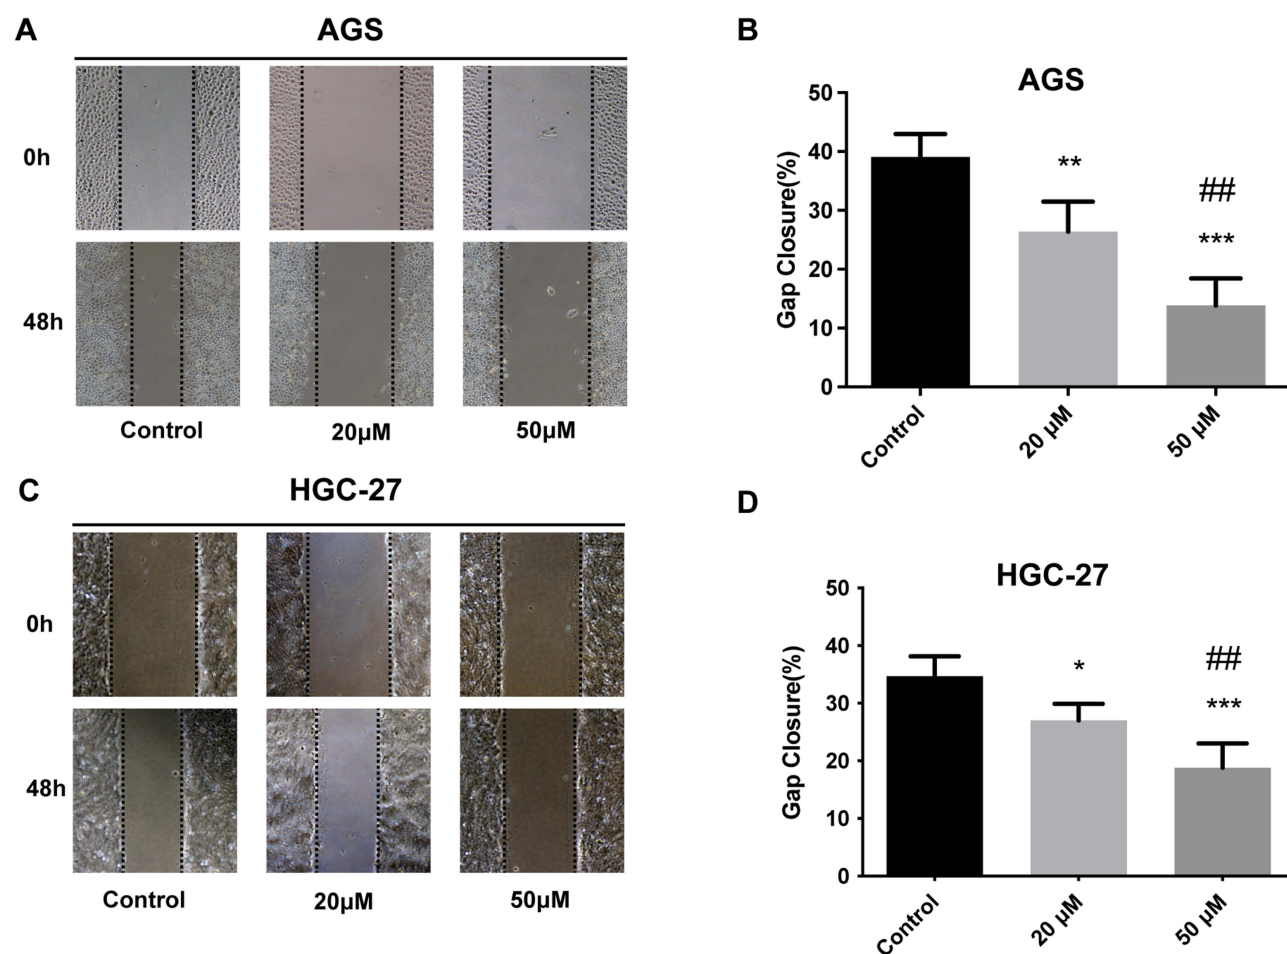 A
AGS
0h
48h
Control 20µM 50µM
B
AGS
Gap Closure(%)
50
40
30
20
10
0
**
##
***
Control 20 µM 50 µM
C
HGC-27
0h
48h
Control 20µM 50µM
D
HGC-27
Gap Closure(%)
50
40
30
20
10
0
*
##
***
Control 20 µM 50 µM